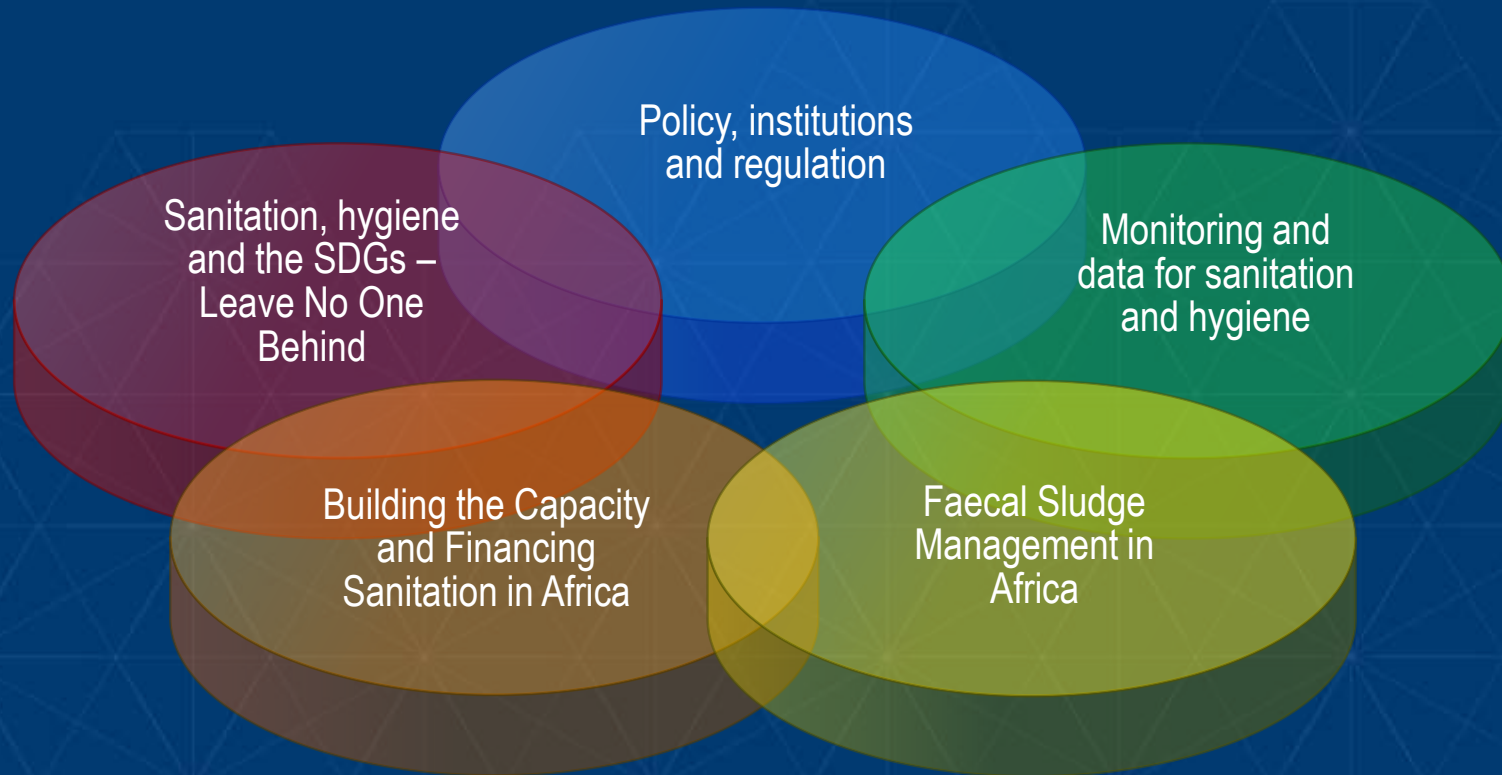 Policy, institutions
and regulation
Sanitation, hygiene
and the SDGs –
Leave No One
Behind
Monitoring and
data for sanitation
and hygiene
Building the Capacity
and Financing
Sanitation in Africa
Faecal Sludge
Management in
Africa